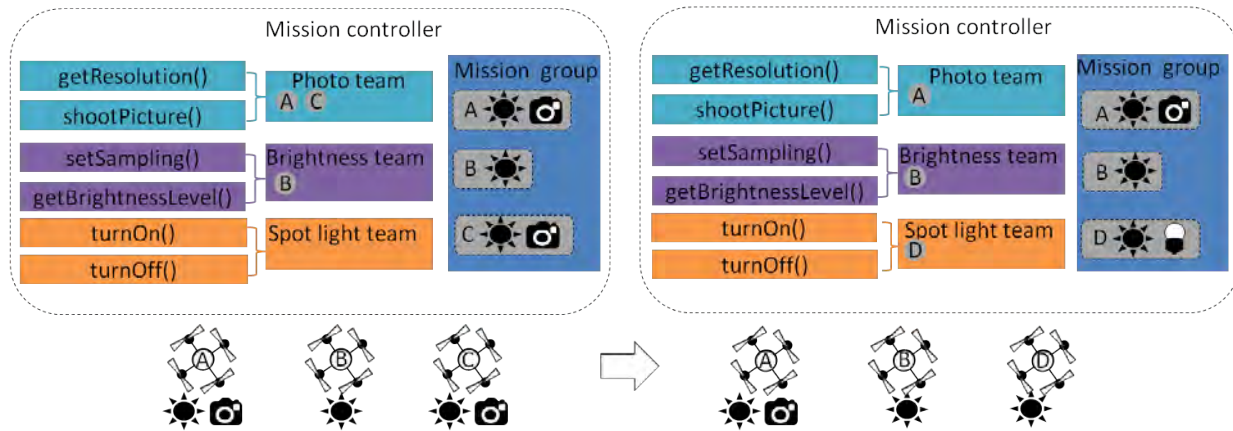 Mission controller
getResolution()
shootPicture()
Photo team
A C
setSampling()
getBrightnessLevel()
Brightness team
B
turnOn()
turnOff()
Spot light team
Mission group
A
B
C
A
B
C
Mission controller
getResolution()
shootPicture()
Photo team
A
setSampling()
getBrightnessLevel()
Brightness team
B
turnOn()
turnOff()
Spot light team
D
Mission group
A
B
D
A
B
D